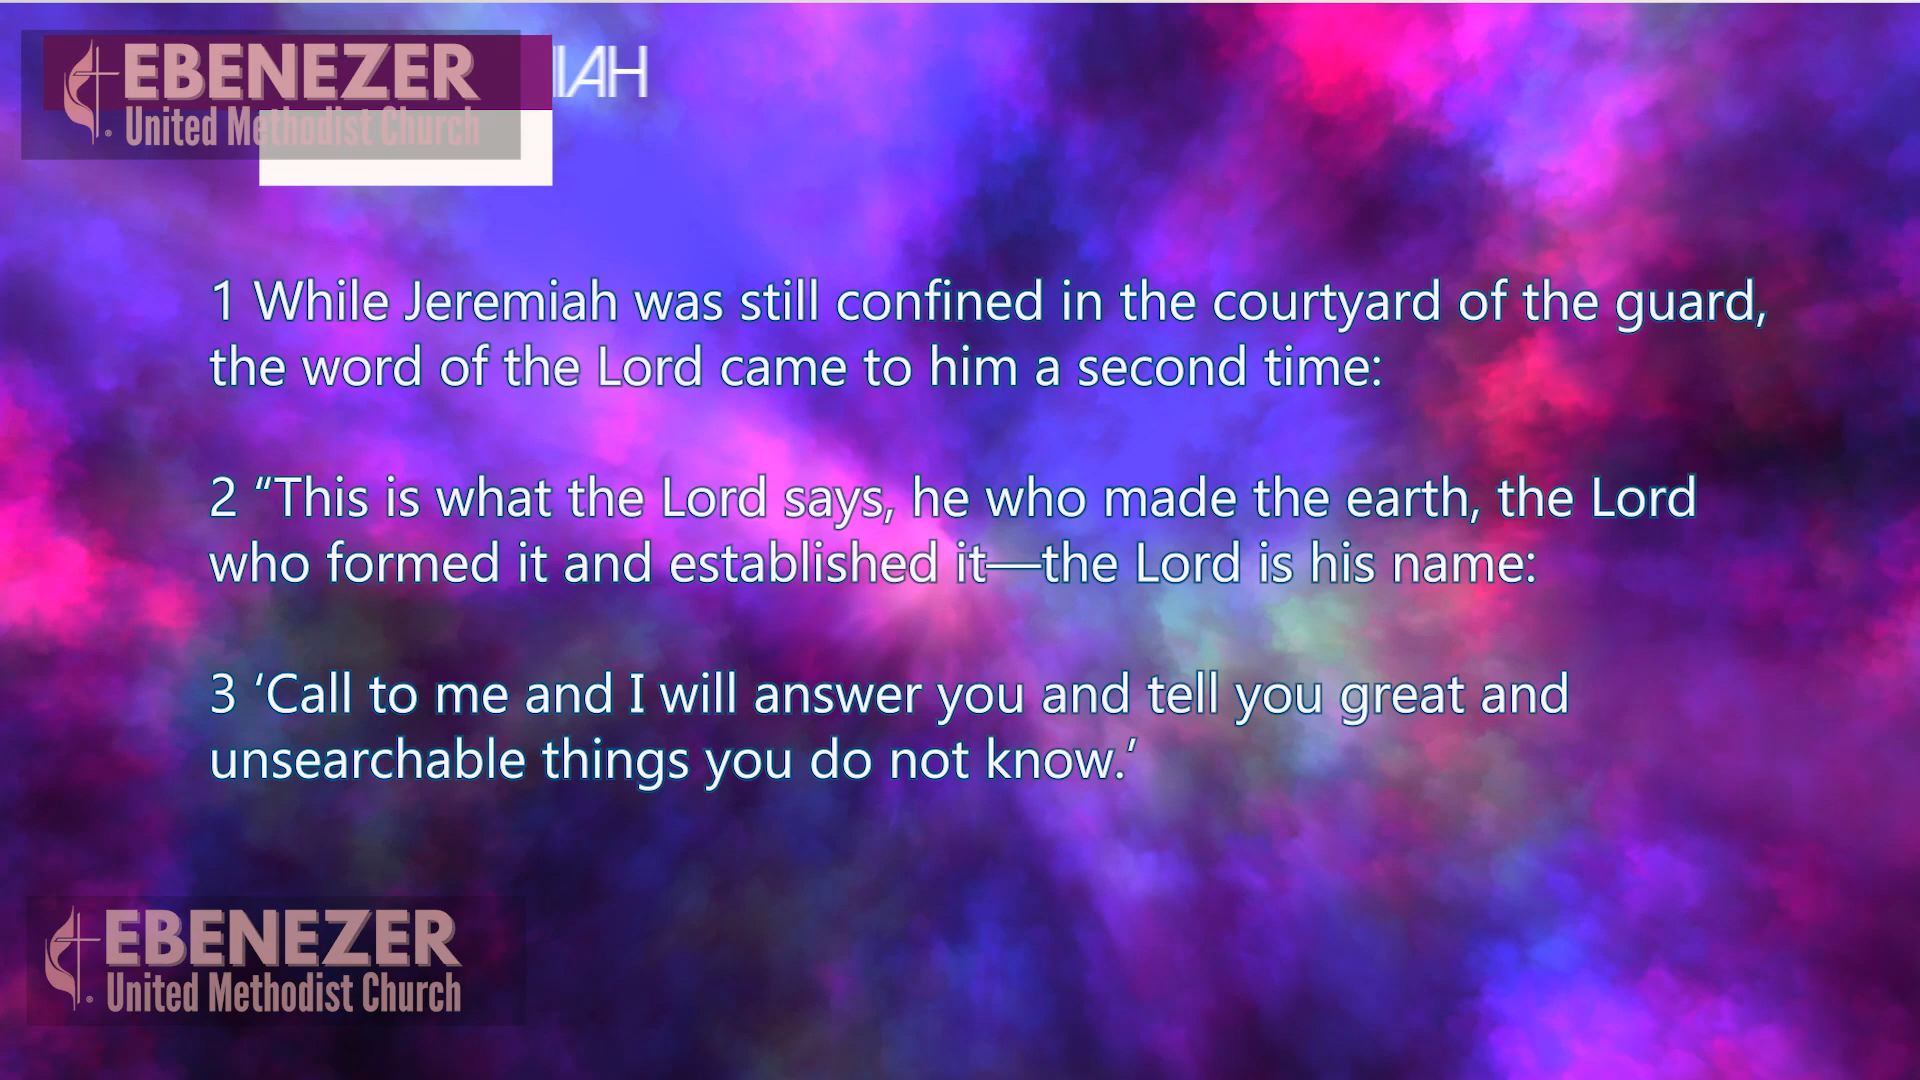 EBENEZER
IAH
United Methodist Church
1 While Jeremiah was still confined in the courtyard of the guard,
the word of the Lord came to him a second time:
2 “This is what the Lord says, he who made the earth, the Lord
who formed it and established it—the Lord is his name:
3 ‘Call to me and I will answer you and tell you great and
unsearchable things you do not know.’
EBENEZER
United Methodist Church